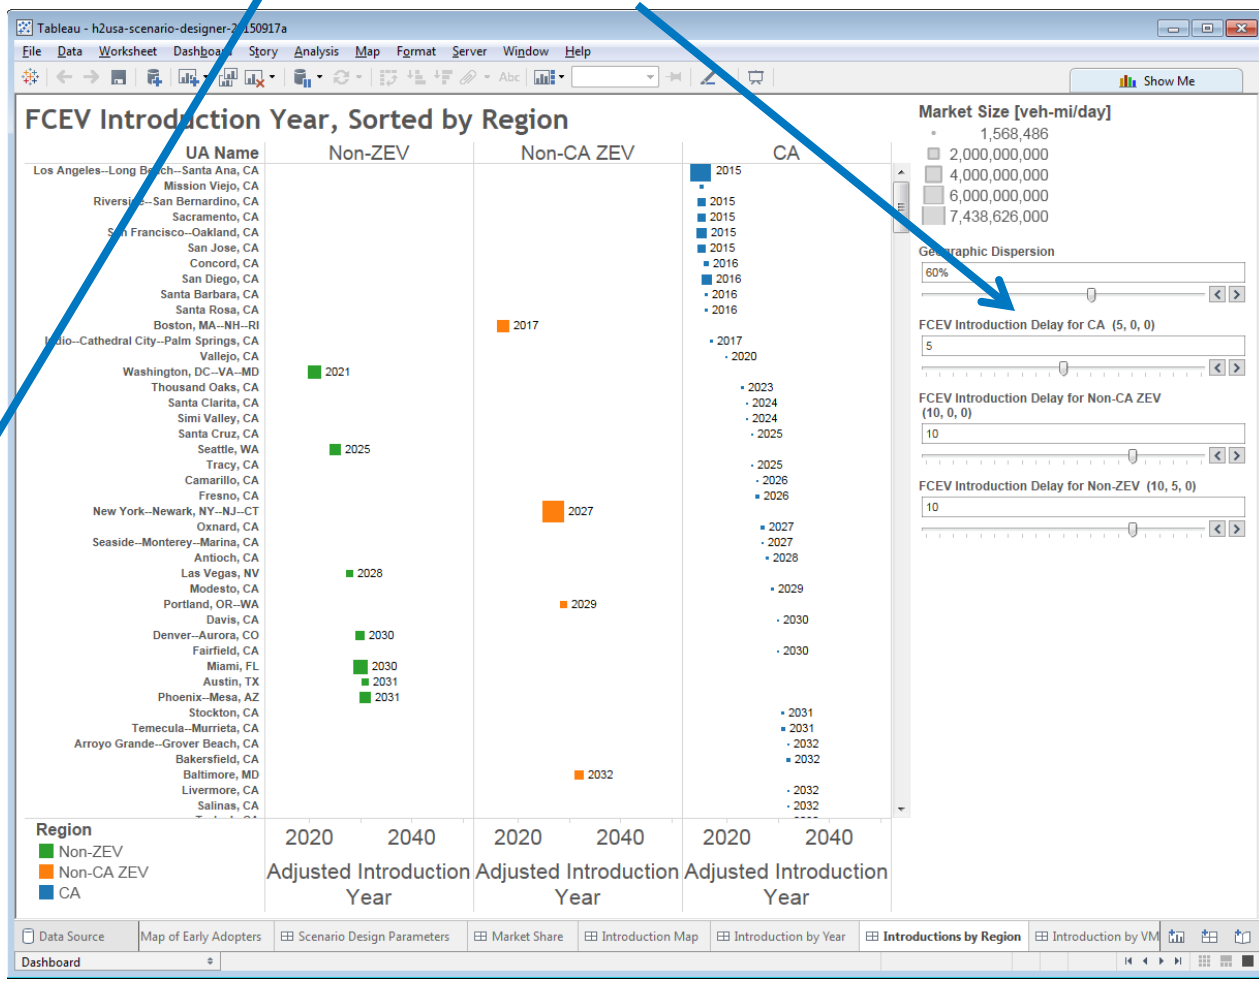 Tableau - h2usa-scenario-designer-20150917a
File Data Worksheet Dashboard Story Analysis Map Format Server Window Help
Abc
Show Me
FCEV Introduction Year, Sorted by Region
UA Name Non-ZEV Non-CA ZEV CA
Los Angeles--Long Beach--Santa Ana, CA 2015
Mission Viejo, CA
Riverside--San Bernardino, CA 2015
Sacramento, CA 2015
San Francisco--Oakland, CA 2015
San Jose, CA 2015
Concord, CA 2016
San Diego, CA 2016
Santa Barbara, CA 2016
Santa Rosa, CA 2016
Boston, MA--NH--RI 2017
Indio--Cathedral City--Palm Springs, CA 2017
Vallejo, CA 2020
Washington, DC--VA--MD 2021
Thousand Oaks, CA 2023
Santa Clarita, CA 2024
Simi Valley, CA 2024
Santa Cruz, CA 2025
Seattle, WA 2025
Tracy, CA 2025
Camarillo, CA 2026
Fresno, CA 2026
New York--Newark, NY--NJ--CT 2027
Oxnard, CA 2027
Seaside--Monterey--Marina, CA 2027
Antioch, CA 2028
Las Vegas, NV 2028
Modesto, CA 2029
Portland, OR--WA 2029
Davis, CA 2030
Denver--Aurora, CO 2030
Fairfield, CA 2030
Miami, FL 2030
Austin, TX 2031
Phoenix--Mesa, AZ 2031
Stockton, CA 2031
Temecula--Murrieta, CA 2031
Arroyo Grande--Grover Beach, CA 2032
Bakersfield, CA 2032
Baltimore, MD 2032
Livermore, CA 2032
Salinas, CA 2032
2020 2040 2020 2040 2020 2040
Adjusted Introduction Year Adjusted Introduction Year Adjusted Introduction Year
Region
Non-ZEV
Non-CA ZEV
CA
Market Size [veh-mi/day]
1,568,486
2,000,000,000
4,000,000,000
6,000,000,000
7,438,626,000
Geographic Dispersion
60%
FCEV Introduction Delay for CA (5, 0, 0)
5
FCEV Introduction Delay for Non-CA ZEV
(10, 0, 0)
10
FCEV Introduction Delay for Non-ZEV (10, 5, 0)
10
Data Source Map of Early Adopters Scenario Design Parameters Market Share Introduction Map Introduction by Year Introductions by Region Introduction by VM
Dashboard